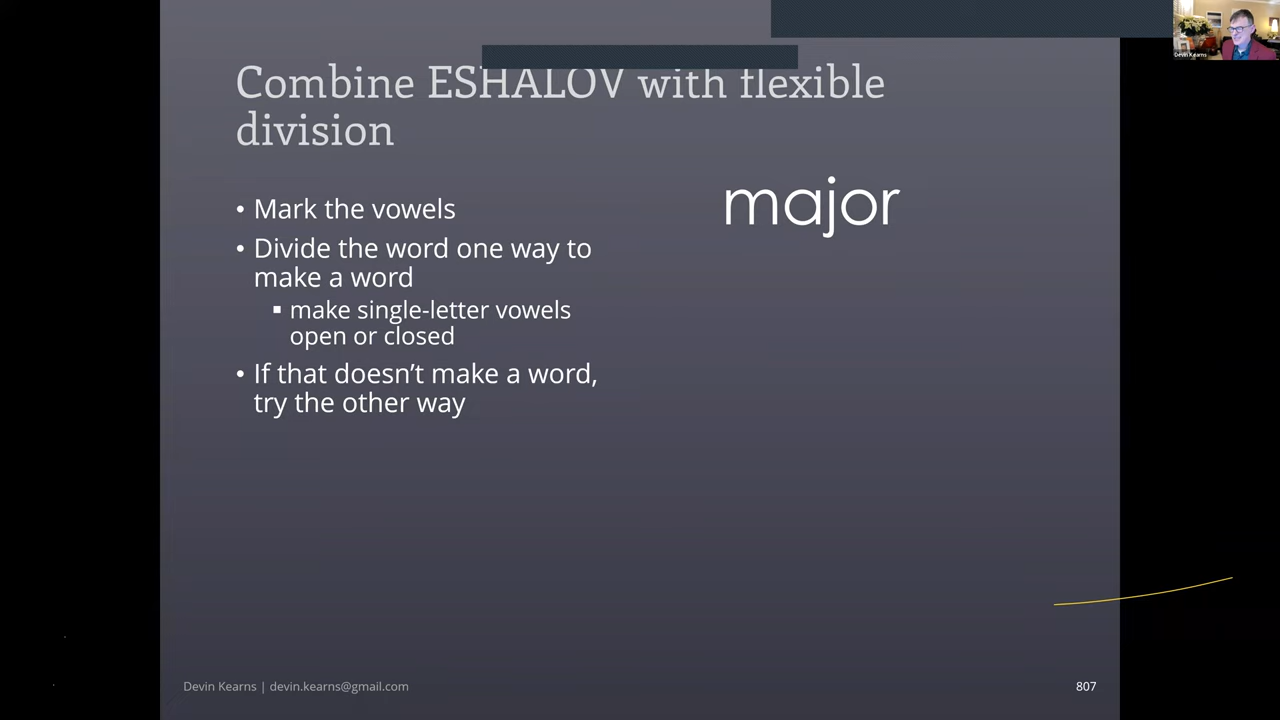 Combine ESHALOV with flexible
division
• Mark the vowels
• Divide the word one way to
make a word
▪ make single-letter vowels
open or closed
• If that doesn’t make a word,
try the other way
major
Devin Kearns | devin.kearns@gmail.com
807
Devin Kearns